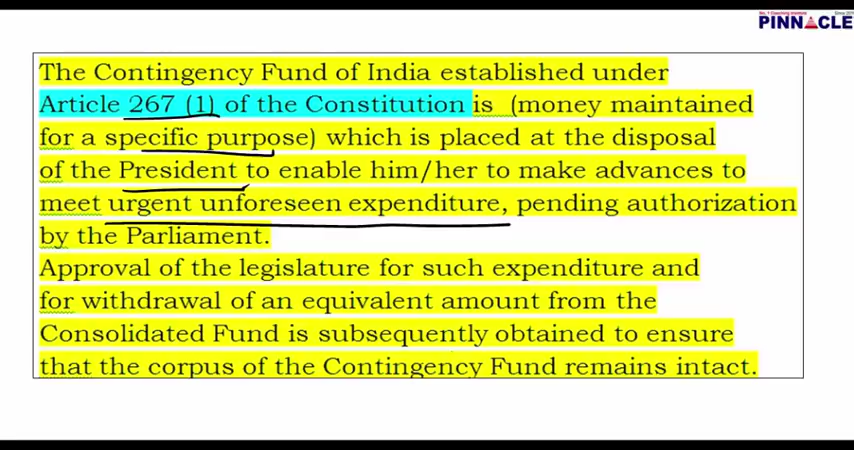 PINNACLE
The Contingency Fund of India established under
Article 267 (1) of the Constitution is (money maintained
for a specific purpose) which is placed at the disposal
of the President to enable him/her to make advances to
meet urgent unforeseen expenditure, pending authorization
by the Parliament.
Approval of the legislature for such expenditure and
for withdrawal of an equivalent amount from the
Consolidated Fund is subsequently obtained to ensure
that the corpus of the Contingency Fund remains intact.